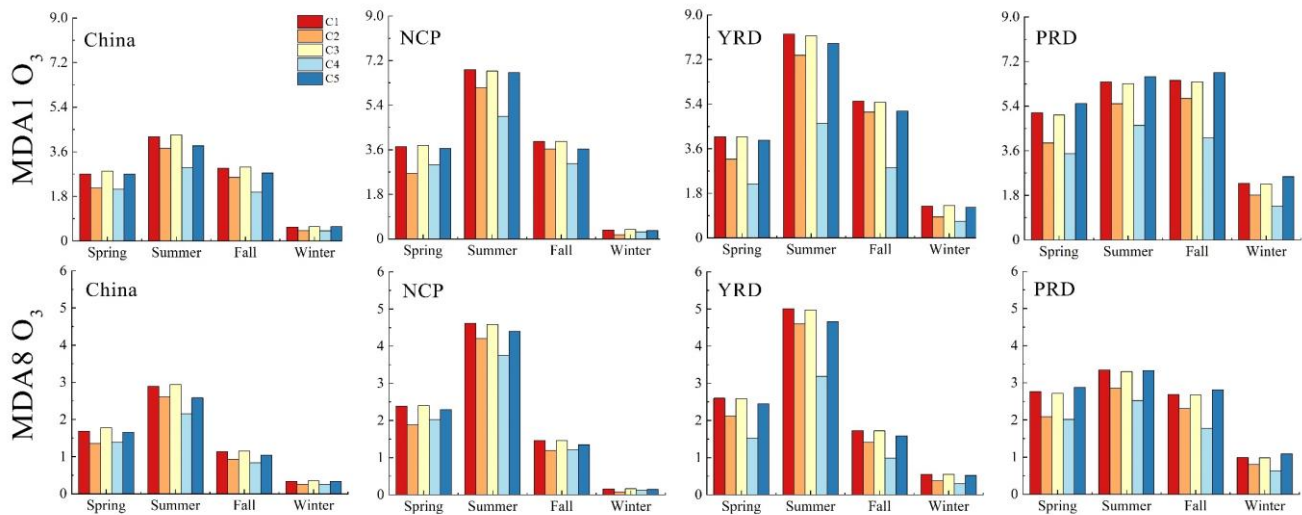 MDA1 O3
9.0
7.2
5.4
3.6
1.8
0
China
C1
C2
C3
C4
C5
Spring Summer Fall Winter
9.0
7.2
5.4
3.6
1.8
0
NCP
Spring Summer Fall Winter
9.0
7.2
5.4
3.6
1.8
0
YRD
Spring Summer Fall Winter
9.0
7.2
5.4
3.6
1.8
0
PRD
Spring Summer Fall Winter
MDA8 O3
6
5
4
3
2
1
0
China
Spring Summer Fall Winter
6
5
4
3
2
1
0
NCP
Spring Summer Fall Winter
6
5
4
3
2
1
0
YRD
Spring Summer Fall Winter
6
5
4
3
2
1
0
PRD
Spring Summer Fall Winter